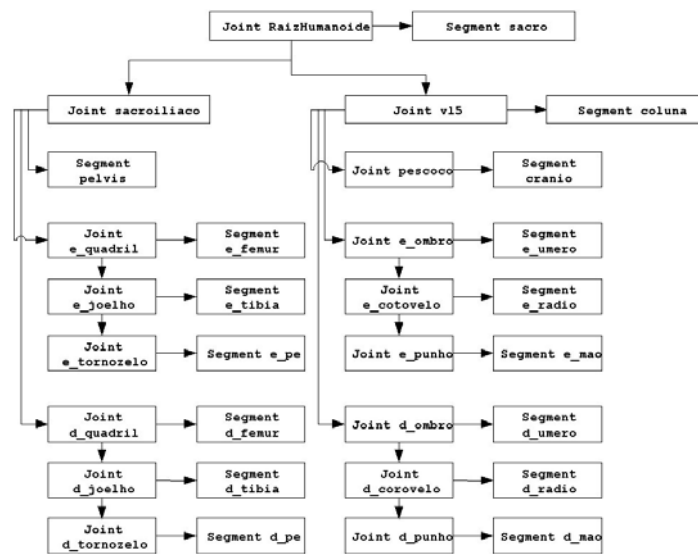 Joint RaizHumanoide
Segment sacro
Joint sacroiliaco
Joint vl5
Segment coluna
Segment
pelvis
Joint pescoco
Segment
cranio
Joint
e_quadril
Segment
e_femur
Joint e_ombro
Segment
e_umero
Joint
e_joelho
Segment
e_tibia
Joint
e_cotovelo
Segment
e_radio
Joint
e_tornozelo
Segment e_pe
Joint e_punho
Segment e_mao
Joint
d_quadril
Segment
d_femur
Joint d_ombro
Segment
d_umero
Joint
d_joelho
Segment
d_tibia
Joint
d_corovelo
Segment
d_radio
Joint
d_tornozelo
Segment d_pe
Joint d_punho
Segment d_mao